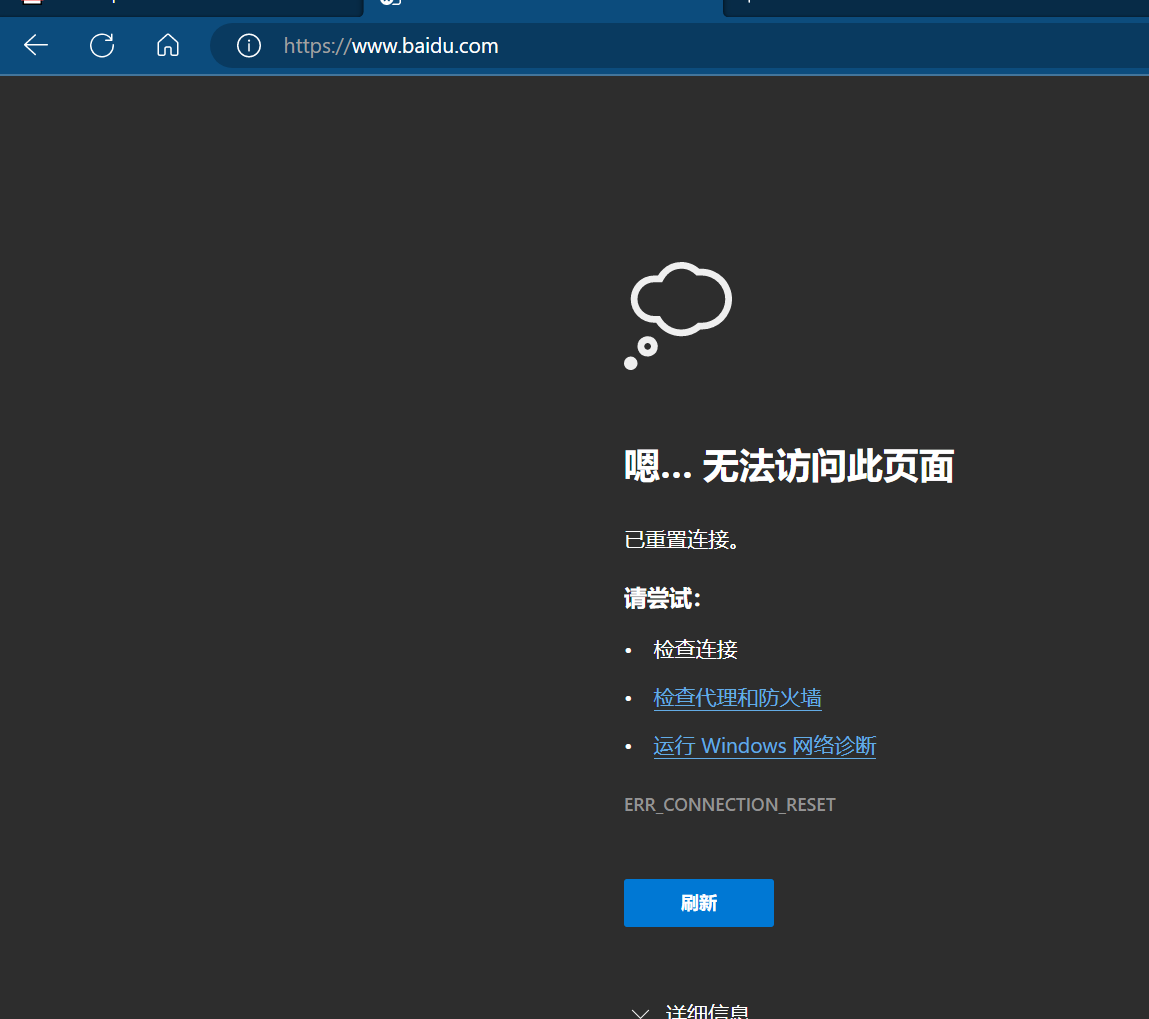 https://www.baidu.com
嗯... 无法访问此页面
已重置连接。
请尝试：
• 检查连接
• 检查代理和防火墙
• 运行 Windows 网络诊断
ERR_CONNECTION_RESET
刷新
详细信息